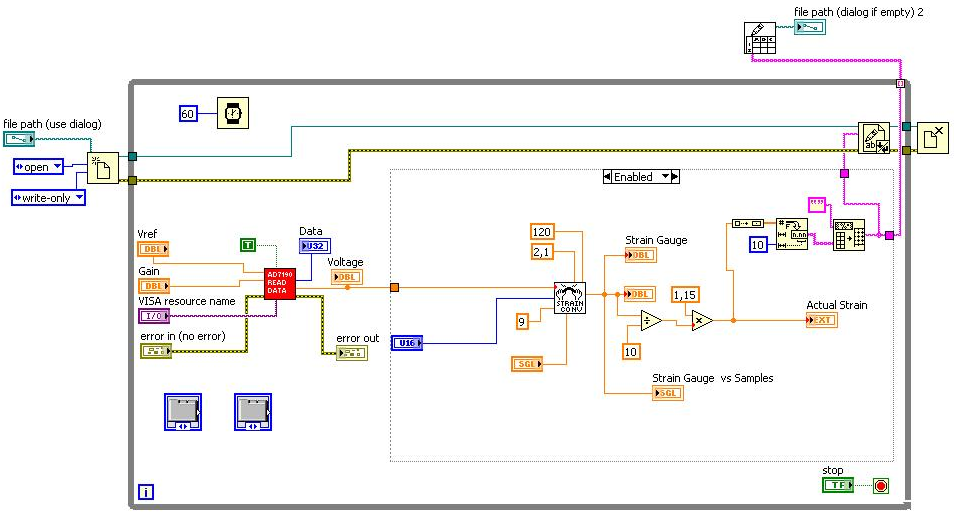 file path (dialog if empty) 2
60
file path (use dialog)
open
write-only
Enabled
Vref
DBL
Gain
DBL
VISA resource name
I/O
error in (no error)
T
AD7190
READ
DATA
Data
U32
Voltage
DBL
error out
120
2,1
STRAIN
CONV
9
U16
SGL
Strain Gauge
DBL
DBL
1,15
10
10
Actual Strain
EXT
Strain Gauge vs Samples
SGL
i
stop
TF